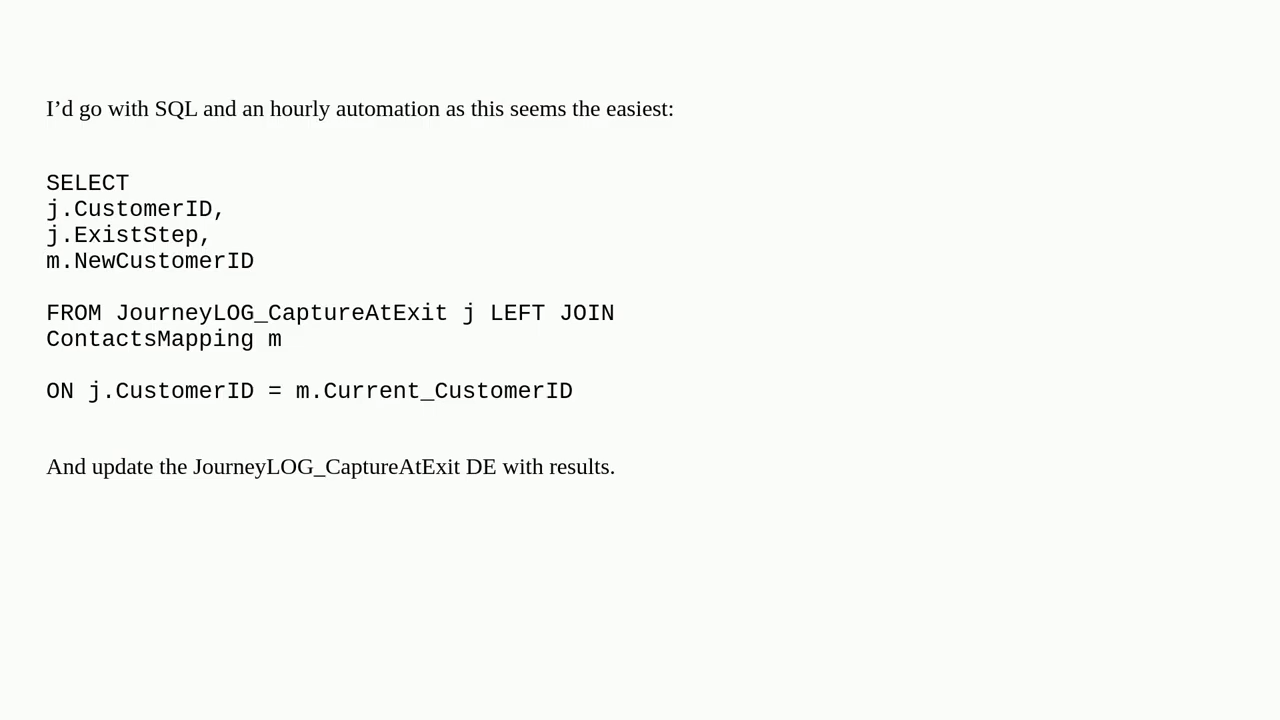 I’d go with SQL and an hourly automation as this seems the easiest:
SELECT
j.CustomerID,
j.ExistStep,
m.NewCustomerID
FROM JourneyLOG_CaptureAtExit j LEFT JOIN
ContactsMapping m
ON j.CustomerID = m.Current_CustomerID
And update the JourneyLOG_CaptureAtExit DE with results.